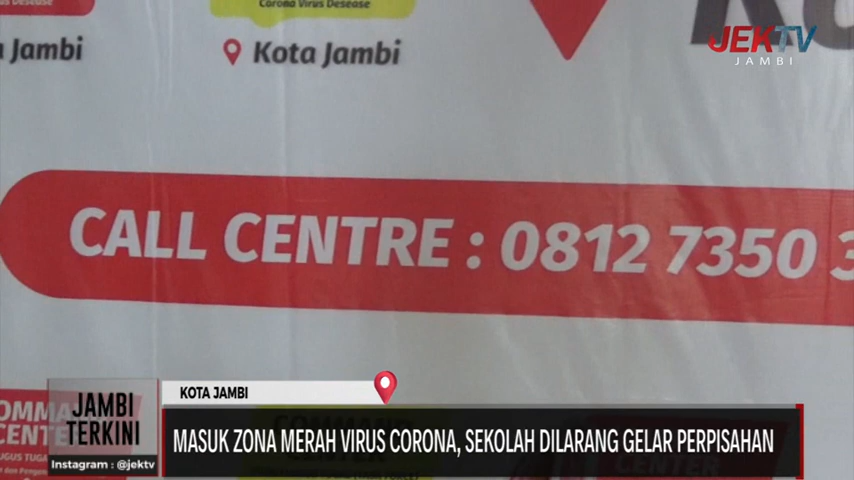 Corona Virus Desease
Jambi
Kota Jambi
JEKTV
JAMBI
CALL CENTRE : 0812 7350
KOTA JAMBI
JAMBI
TERKINI
MASUK ZONA MERAH VIRUS CORONA, SEKOLAH DILARANG GELAR PERPISAHAN
Instagram : @jektv
CENTER